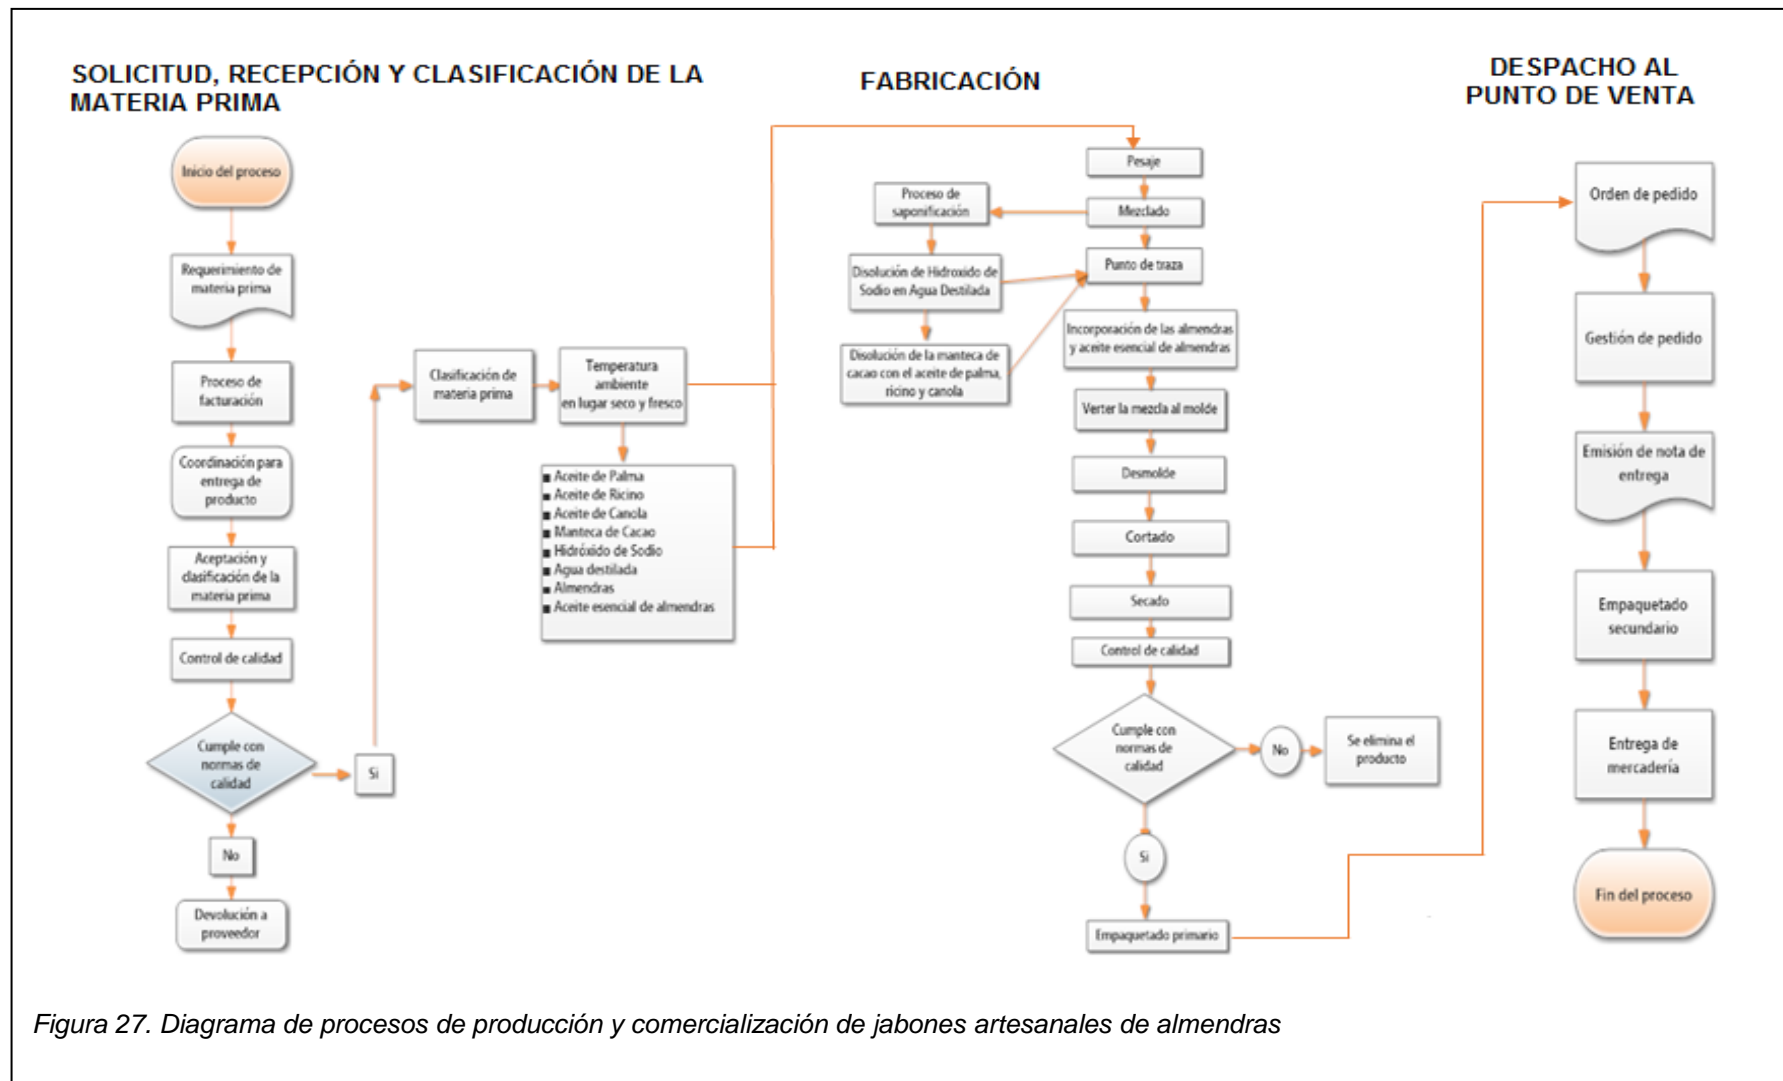 SOLICITUD, RECEPCIÓN Y CLASIFICACIÓN DE LA
MATERIA PRIMA
Inicio del proceso
Requerimiento de
materia prima
Proceso de
facturación
Coordinación para
entrega de
producto
Aceptación y
clasificación de la
materia prima
Control de calidad
Cumple con
normas de
calidad
Si
No
Devolución a
proveedor
Clasificación de
materia prima
Temperatura
ambiente
en lugar seco y fresco
■ Aceite de Palma
■ Aceite de Ricino
■ Aceite de Canola
■ Manteca de Cacao
■ Hidróxido de Sodio
■ Agua destilada
■ Almendras
■ Aceite esencial de almendras
FABRICACIÓN
Pesaje
Mezclado
Proceso de
saponificación
Disolución de Hidroxido de
Sodio en Agua Destilada
Disolución de la manteca de
cacao con el aceite de palma,
ricino y canola
Punto de traza
Incorporación de las almendras
y aceite esencial de almendras
Verter la mezcla al molde
Desmolde
Cortado
Secado
Control de calidad
Cumple con
normas de
calidad
No
Se elimina el
producto
Si
Empaquetado primario
DESPACHO AL
PUNTO DE VENTA
Orden de pedido
Gestión de pedido
Emisión de nota de
entrega
Empaquetado
secundario
Entrega de
mercadería
Fin del proceso
Figura 27. Diagrama de procesos de producción y comercialización de jabones artesanales de almendras